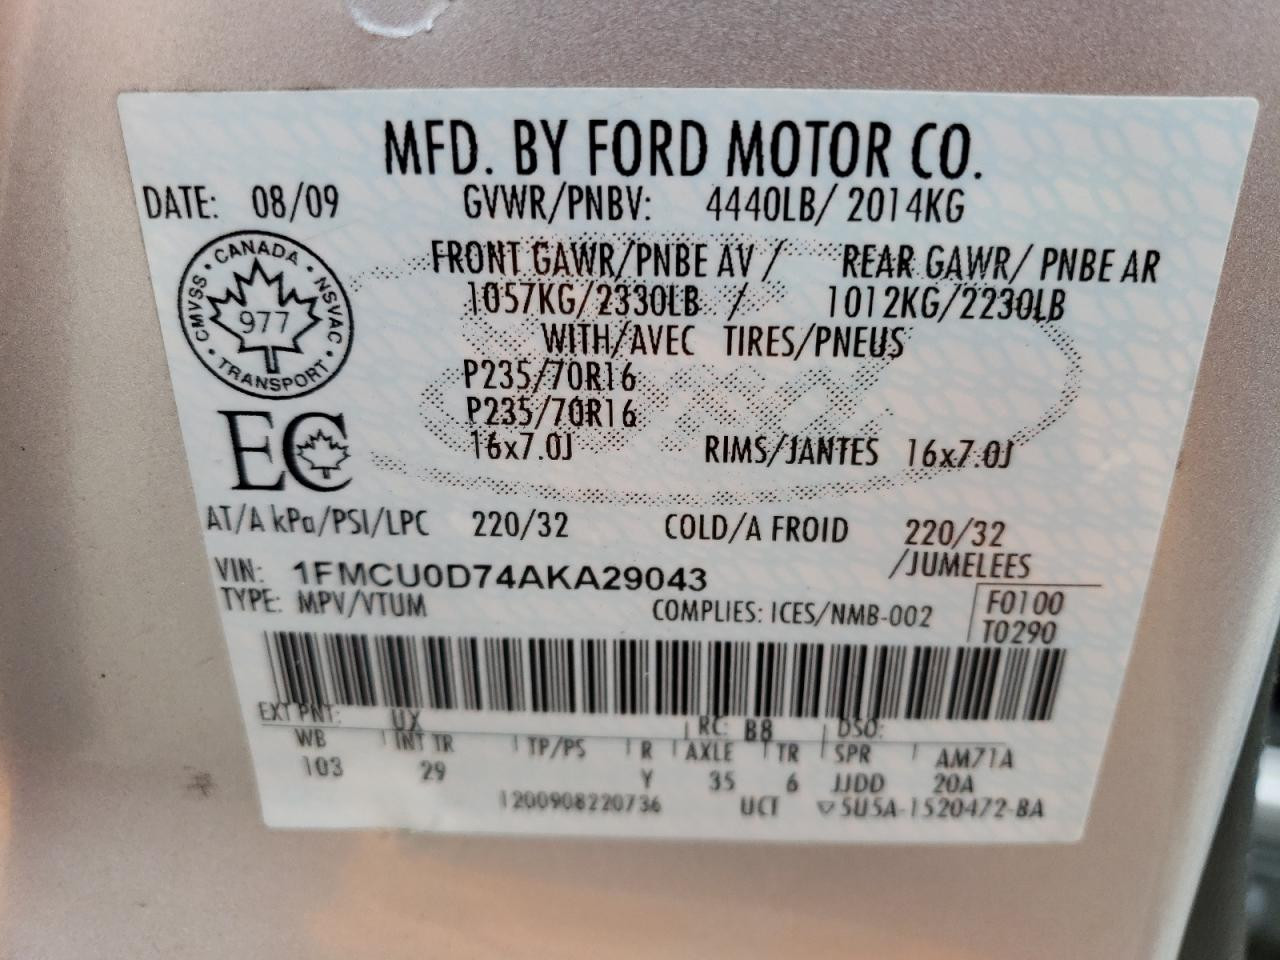 MFD. BY FORD MOTOR CO.
DATE: 08/09 GVWR/PNBV: 4440LB/ 2014KG
CANADA · NSVAC · TRANSPORT · CMVSS ·
977
FRONT GAWR/PNBE AV / REAR GAWR/ PNBE AR
1057KG/2330LB / 1012KG/2230LB
WITH/AVEC TIRES/PNEUS
P235/70R16
P235/70R16
16x7.0J RIMS/JANTES 16x7.0J
EC
AT/A kPa/PSI/LPC 220/32 COLD/A FROID 220/32
/JUMELEES
VIN: 1FMCU0D74AKA29043
TYPE: MPV/VTUM COMPLIES: ICES/NMB-002 F0100
T0290
EXT PNT: UX RC: B8 DSO:
WB INT TR TP/PS R AXLE TR SPR AM71A
103 29 Y 35 6 JJDD 20A
1200908220736 UCT ▽5U5A-1520472-BA